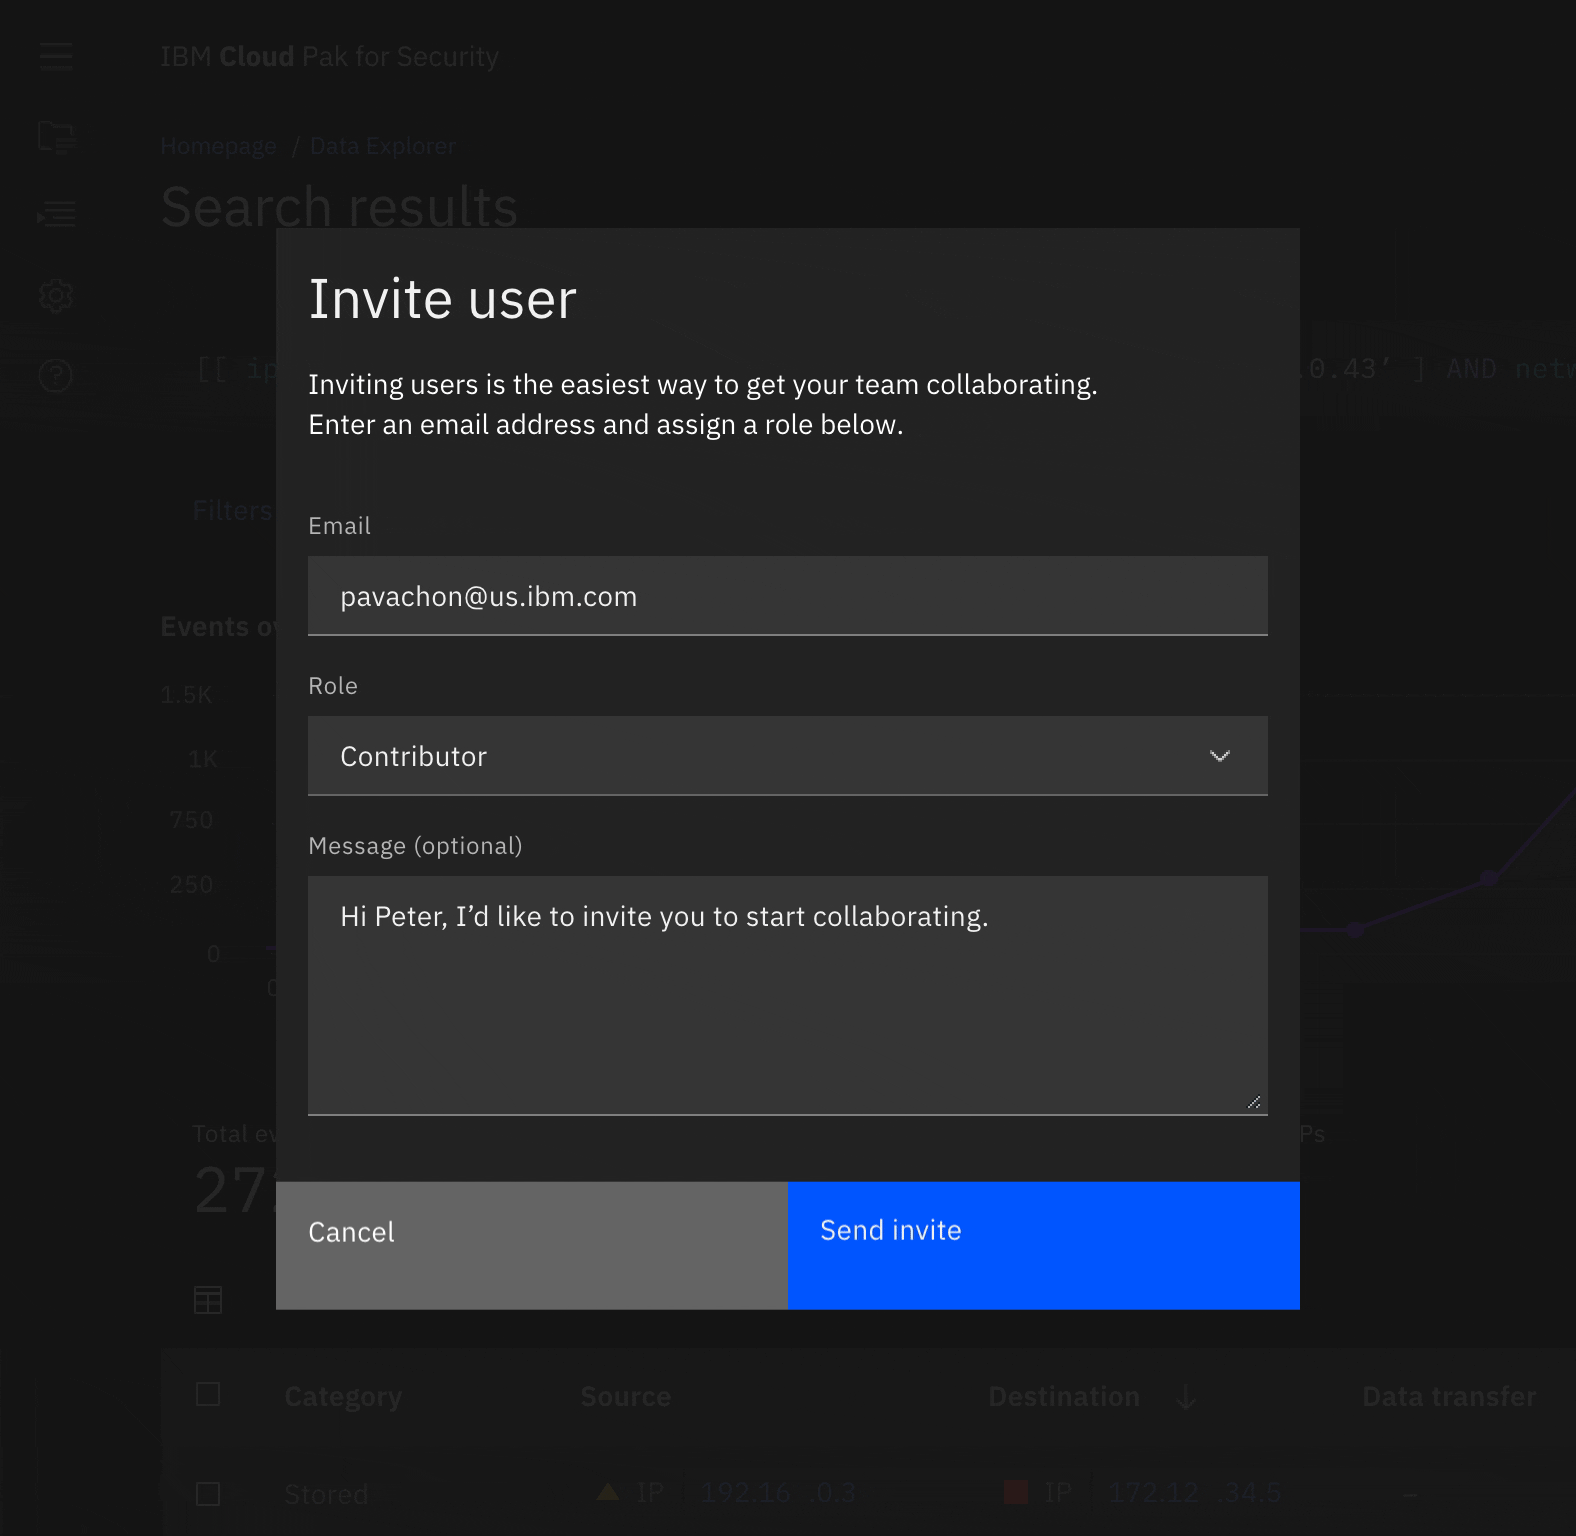 IBM Cloud Pak for Security
Homepage / Data Explorer
Search results
Invite user
[[ ip
.0.43’ ] AND netw
Inviting users is the easiest way to get your team collaborating.
Enter an email address and assign a role below.
Filters
Email
pavachon@us.ibm.com
Events ov
Role
1.5K
Contributor
1K
750
Message (optional)
250
Hi Peter, I’d like to invite you to start collaborating.
0
0
Total ev
Ps
27
Cancel
Send invite
Category Source Destination Data transfer
Stored IP 192.16 .0.3 IP 172.12 .34.5 –